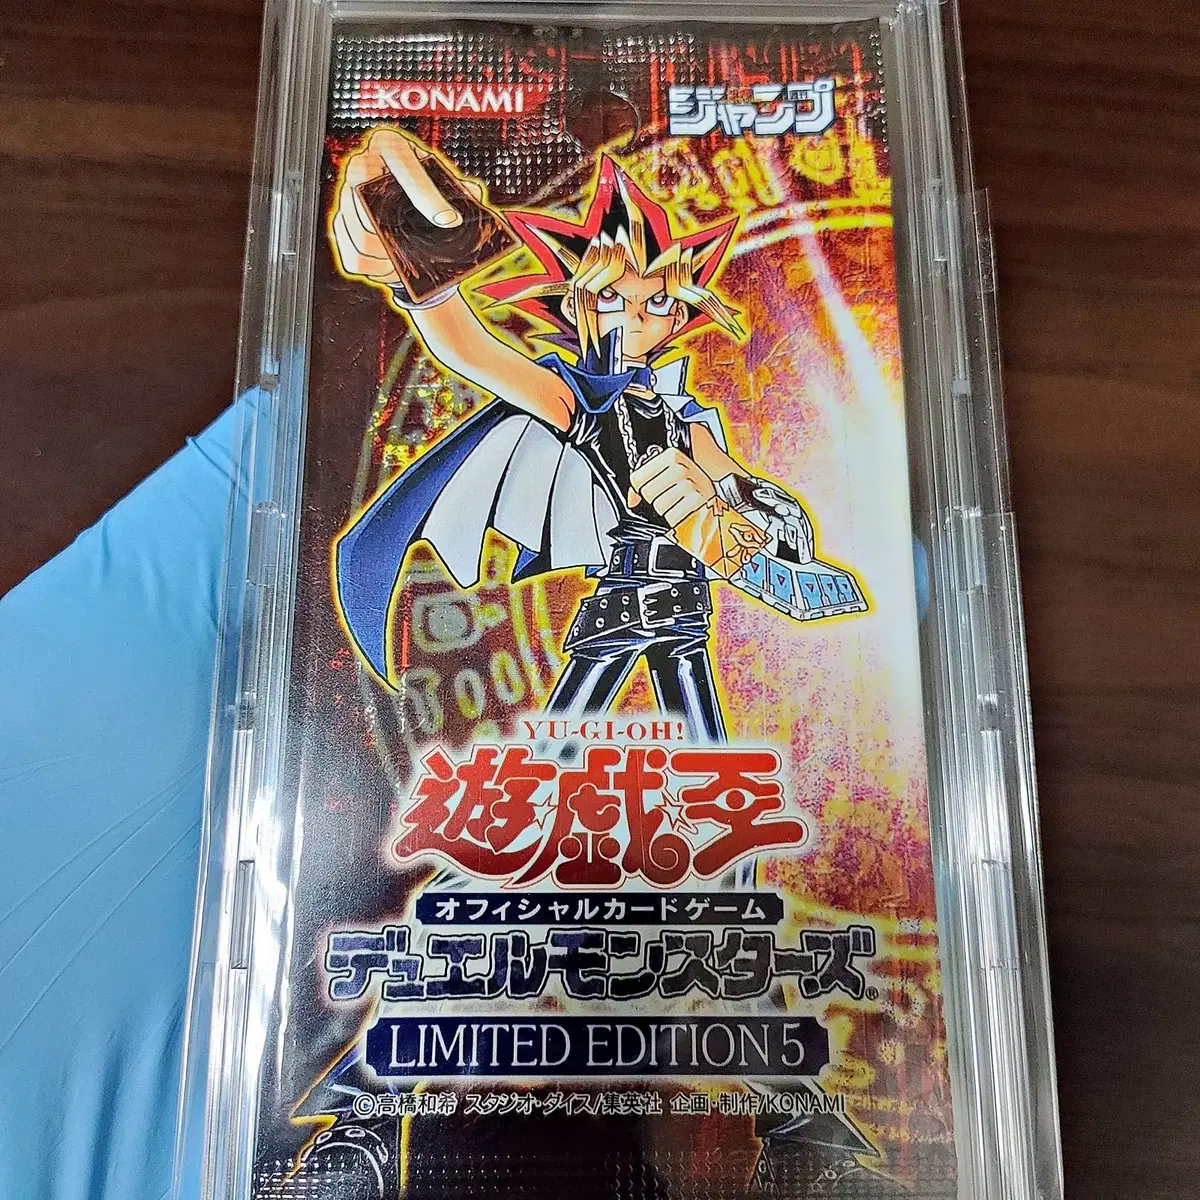 KONAMI
週刊
ジャンプ
YU-GI-OH!
遊戯王
オフィシャルカードゲーム
デュエルモンスターズ®
LIMITED EDITION 5
©高橋和希 スタジオ・ダイス/集英社 企画・制作/KONAMI